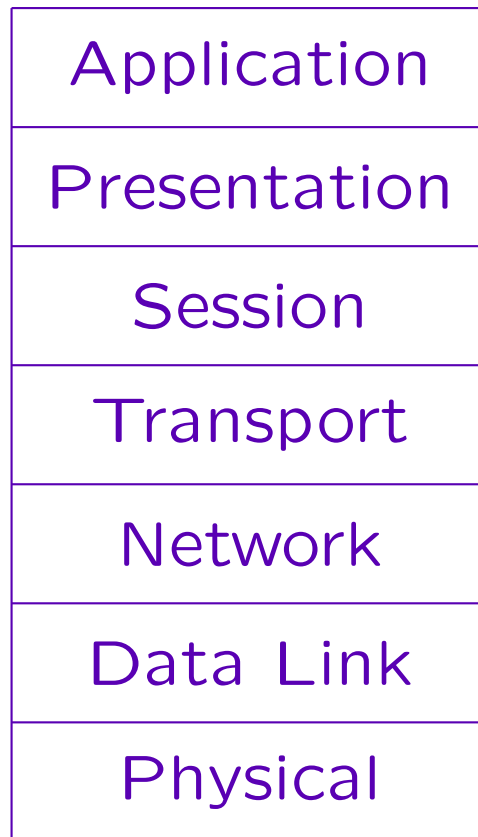 Application
Presentation
Session
Transport
Network
Data Link
Physical